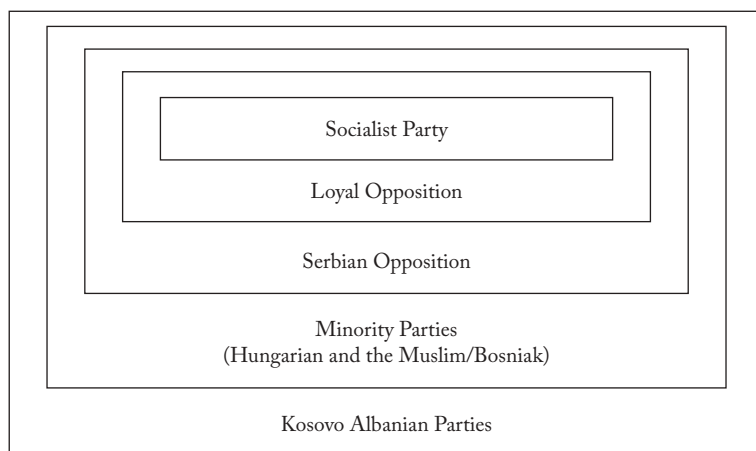 Socialist Party
Loyal Opposition
Serbian Opposition
Minority Parties
(Hungarian and the Muslim/Bosniak)
Kosovo Albanian Parties